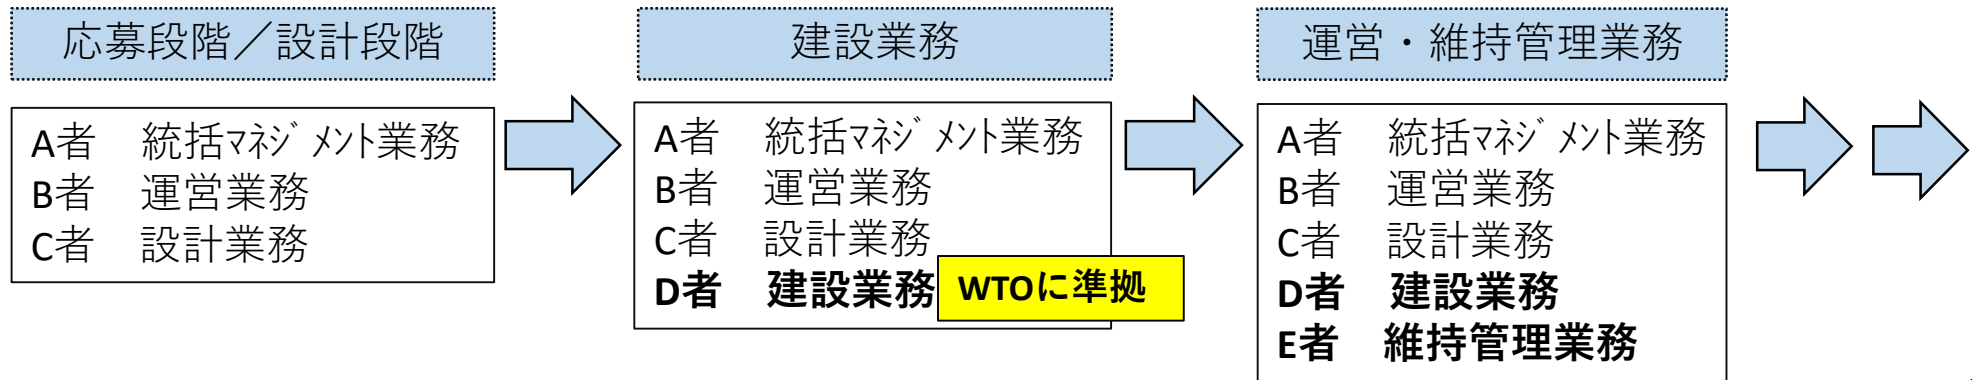 応募段階／設計段階
A者　統括ﾏﾈｼﾞﾒﾝﾄ業務
B者　運営業務
C者　設計業務
建設業務
A者　統括ﾏﾈｼﾞﾒﾝﾄ業務
B者　運営業務
C者　設計業務
D者　建設業務 WTOに準拠
運営・維持管理業務
A者　統括ﾏﾈｼﾞﾒﾝﾄ業務
B者　運営業務
C者　設計業務
D者　建設業務
E者　維持管理業務